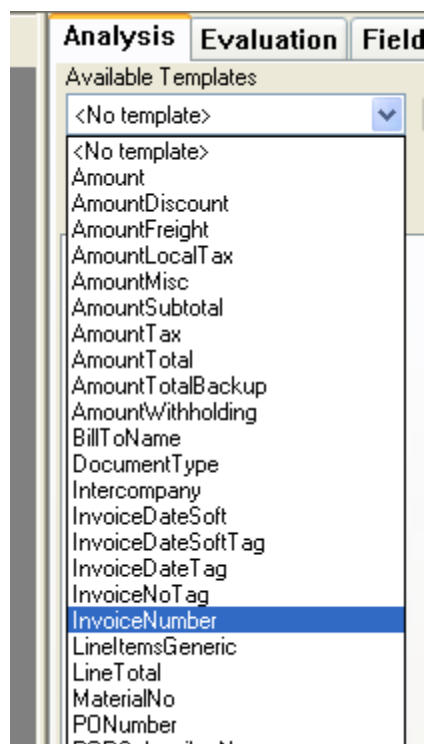 Analysis Evaluation Field
Available Templates
<No template>
<No template>
Amount
AmountDiscount
AmountFreight
AmountLocalTax
AmountMisc
AmountSubtotal
AmountTax
AmountTotal
AmountTotalBackup
AmountWithholding
BillToName
DocumentType
Intercompany
InvoiceDateSoft
InvoiceDateSoftTag
InvoiceDateTag
InvoiceNoTag
InvoiceNumber
LineItemsGeneric
LineTotal
MaterialNo
PONumber